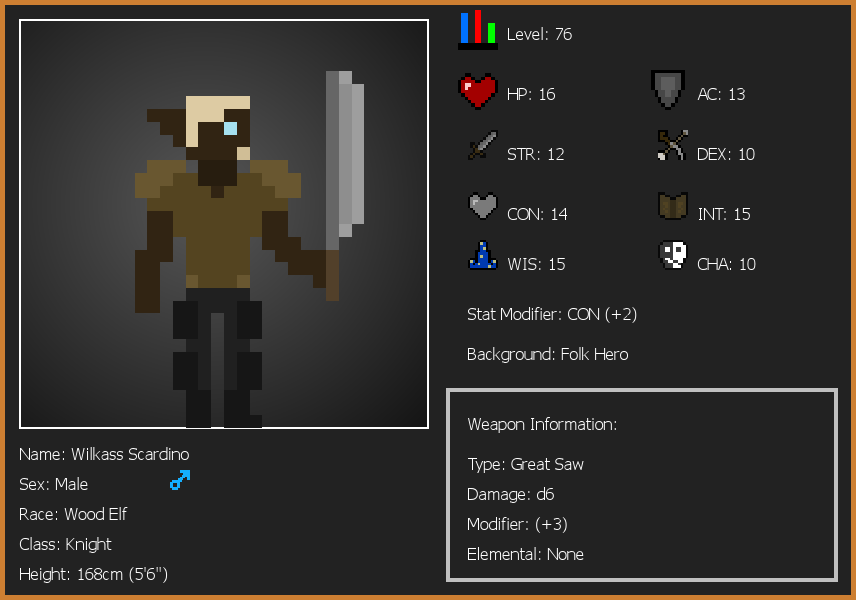 Level: 76
HP: 16
AC: 13
STR: 12
DEX: 10
CON: 14
INT: 15
WIS: 15
CHA: 10
Stat Modifier: CON (+2)
Background: Folk Hero
Weapon Information:
Type: Great Saw
Damage: d6
Modifier: (+3)
Elemental: None
Name: Wilkass Scardino
Sex: Male
Race: Wood Elf
Class: Knight
Height: 168cm (5'6")